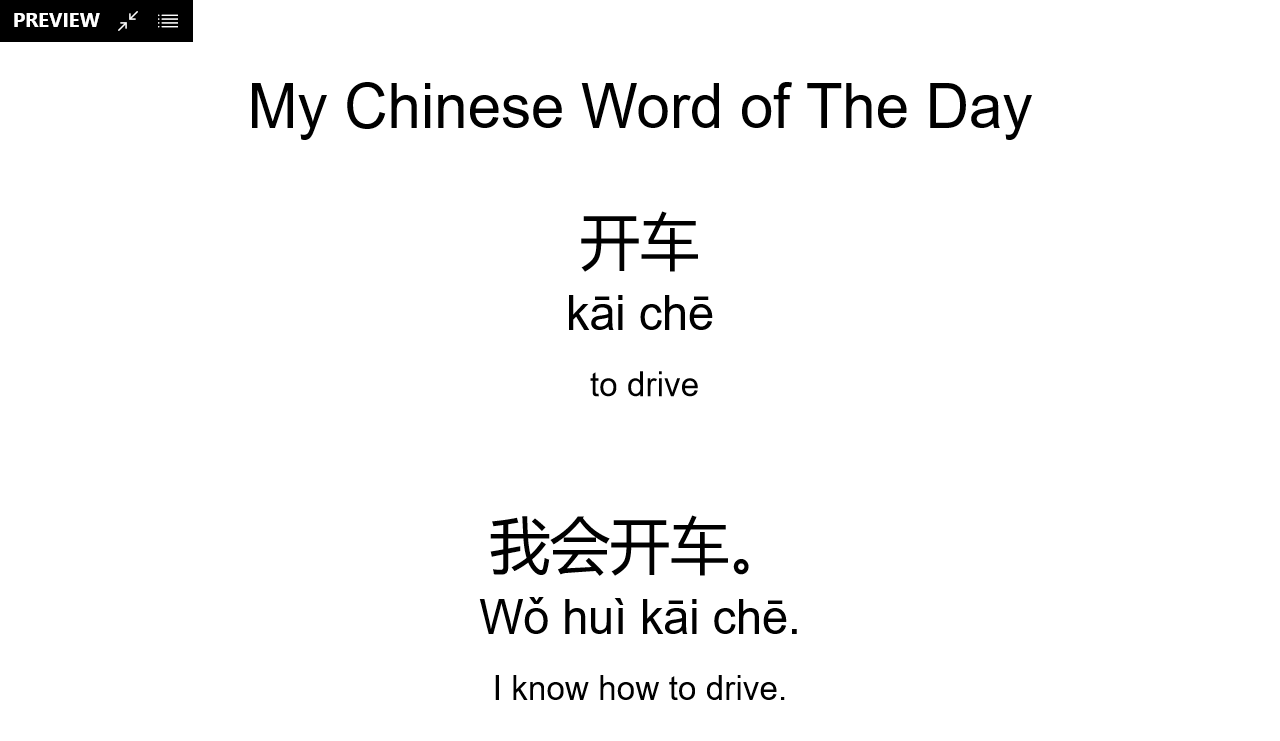 PREVIEW
My Chinese Word of The Day
开车
kāi chē
to drive
我会开车。
Wǒ huì kāi chē.
I know how to drive.